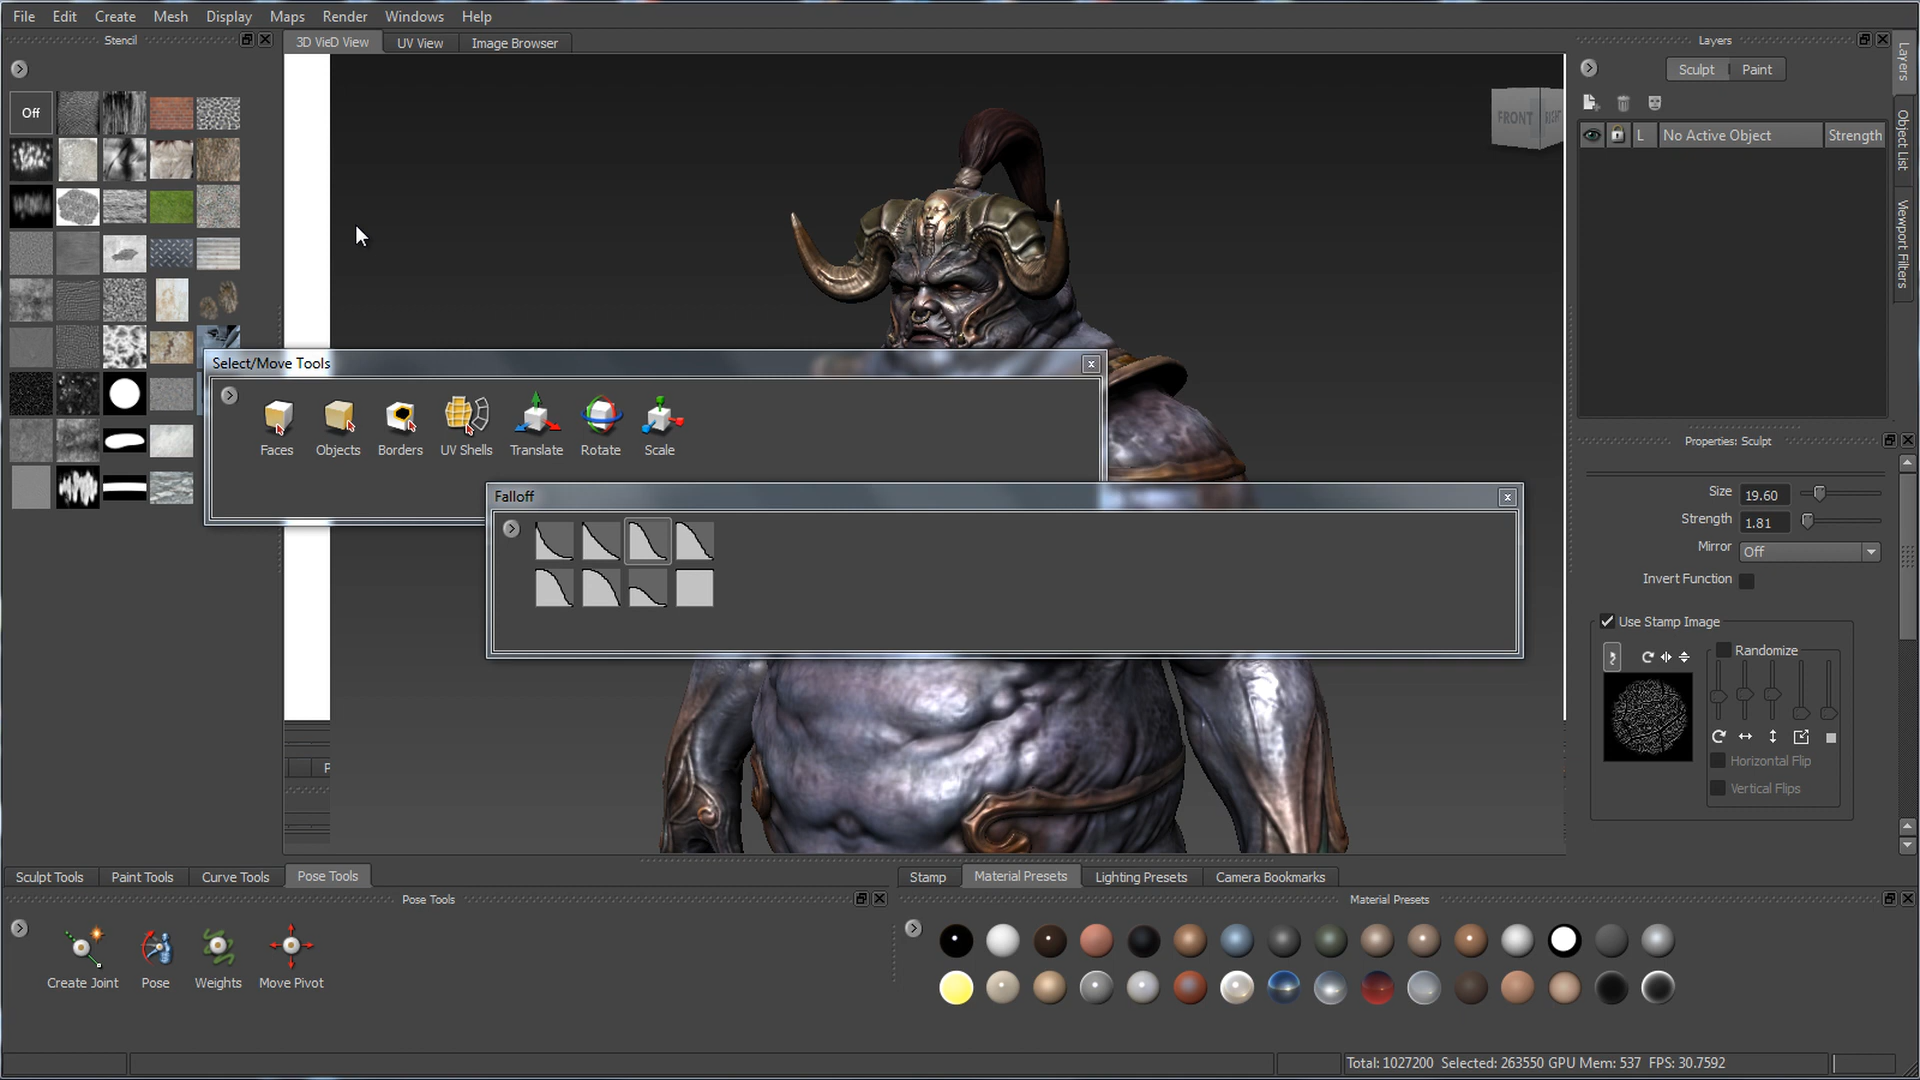 File Edit Create Mesh Display Maps Render Windows Help
Stencil
3D VieD View UV View Image Browser
Layers
Off
Sculpt Paint
L No Active Object Strength
FRONT RIGHT
Layers
Object List
Viewport Filters
Select/Move Tools
Faces Objects Borders UV Shells Translate Rotate Scale
Falloff
Properties: Sculpt
Size 19.60
Strength 1.81
Mirror Off
Invert Function
Use Stamp Image
Randomize
Horizontal Flip
Vertical Flips
P
Sculpt Tools Paint Tools Curve Tools Pose Tools
Stamp Material Presets Lighting Presets Camera Bookmarks
Pose Tools
Material Presets
Create Joint Pose Weights Move Pivot
Total: 1027200 Selected: 263550 GPU Mem: 537 FPS: 30.7592